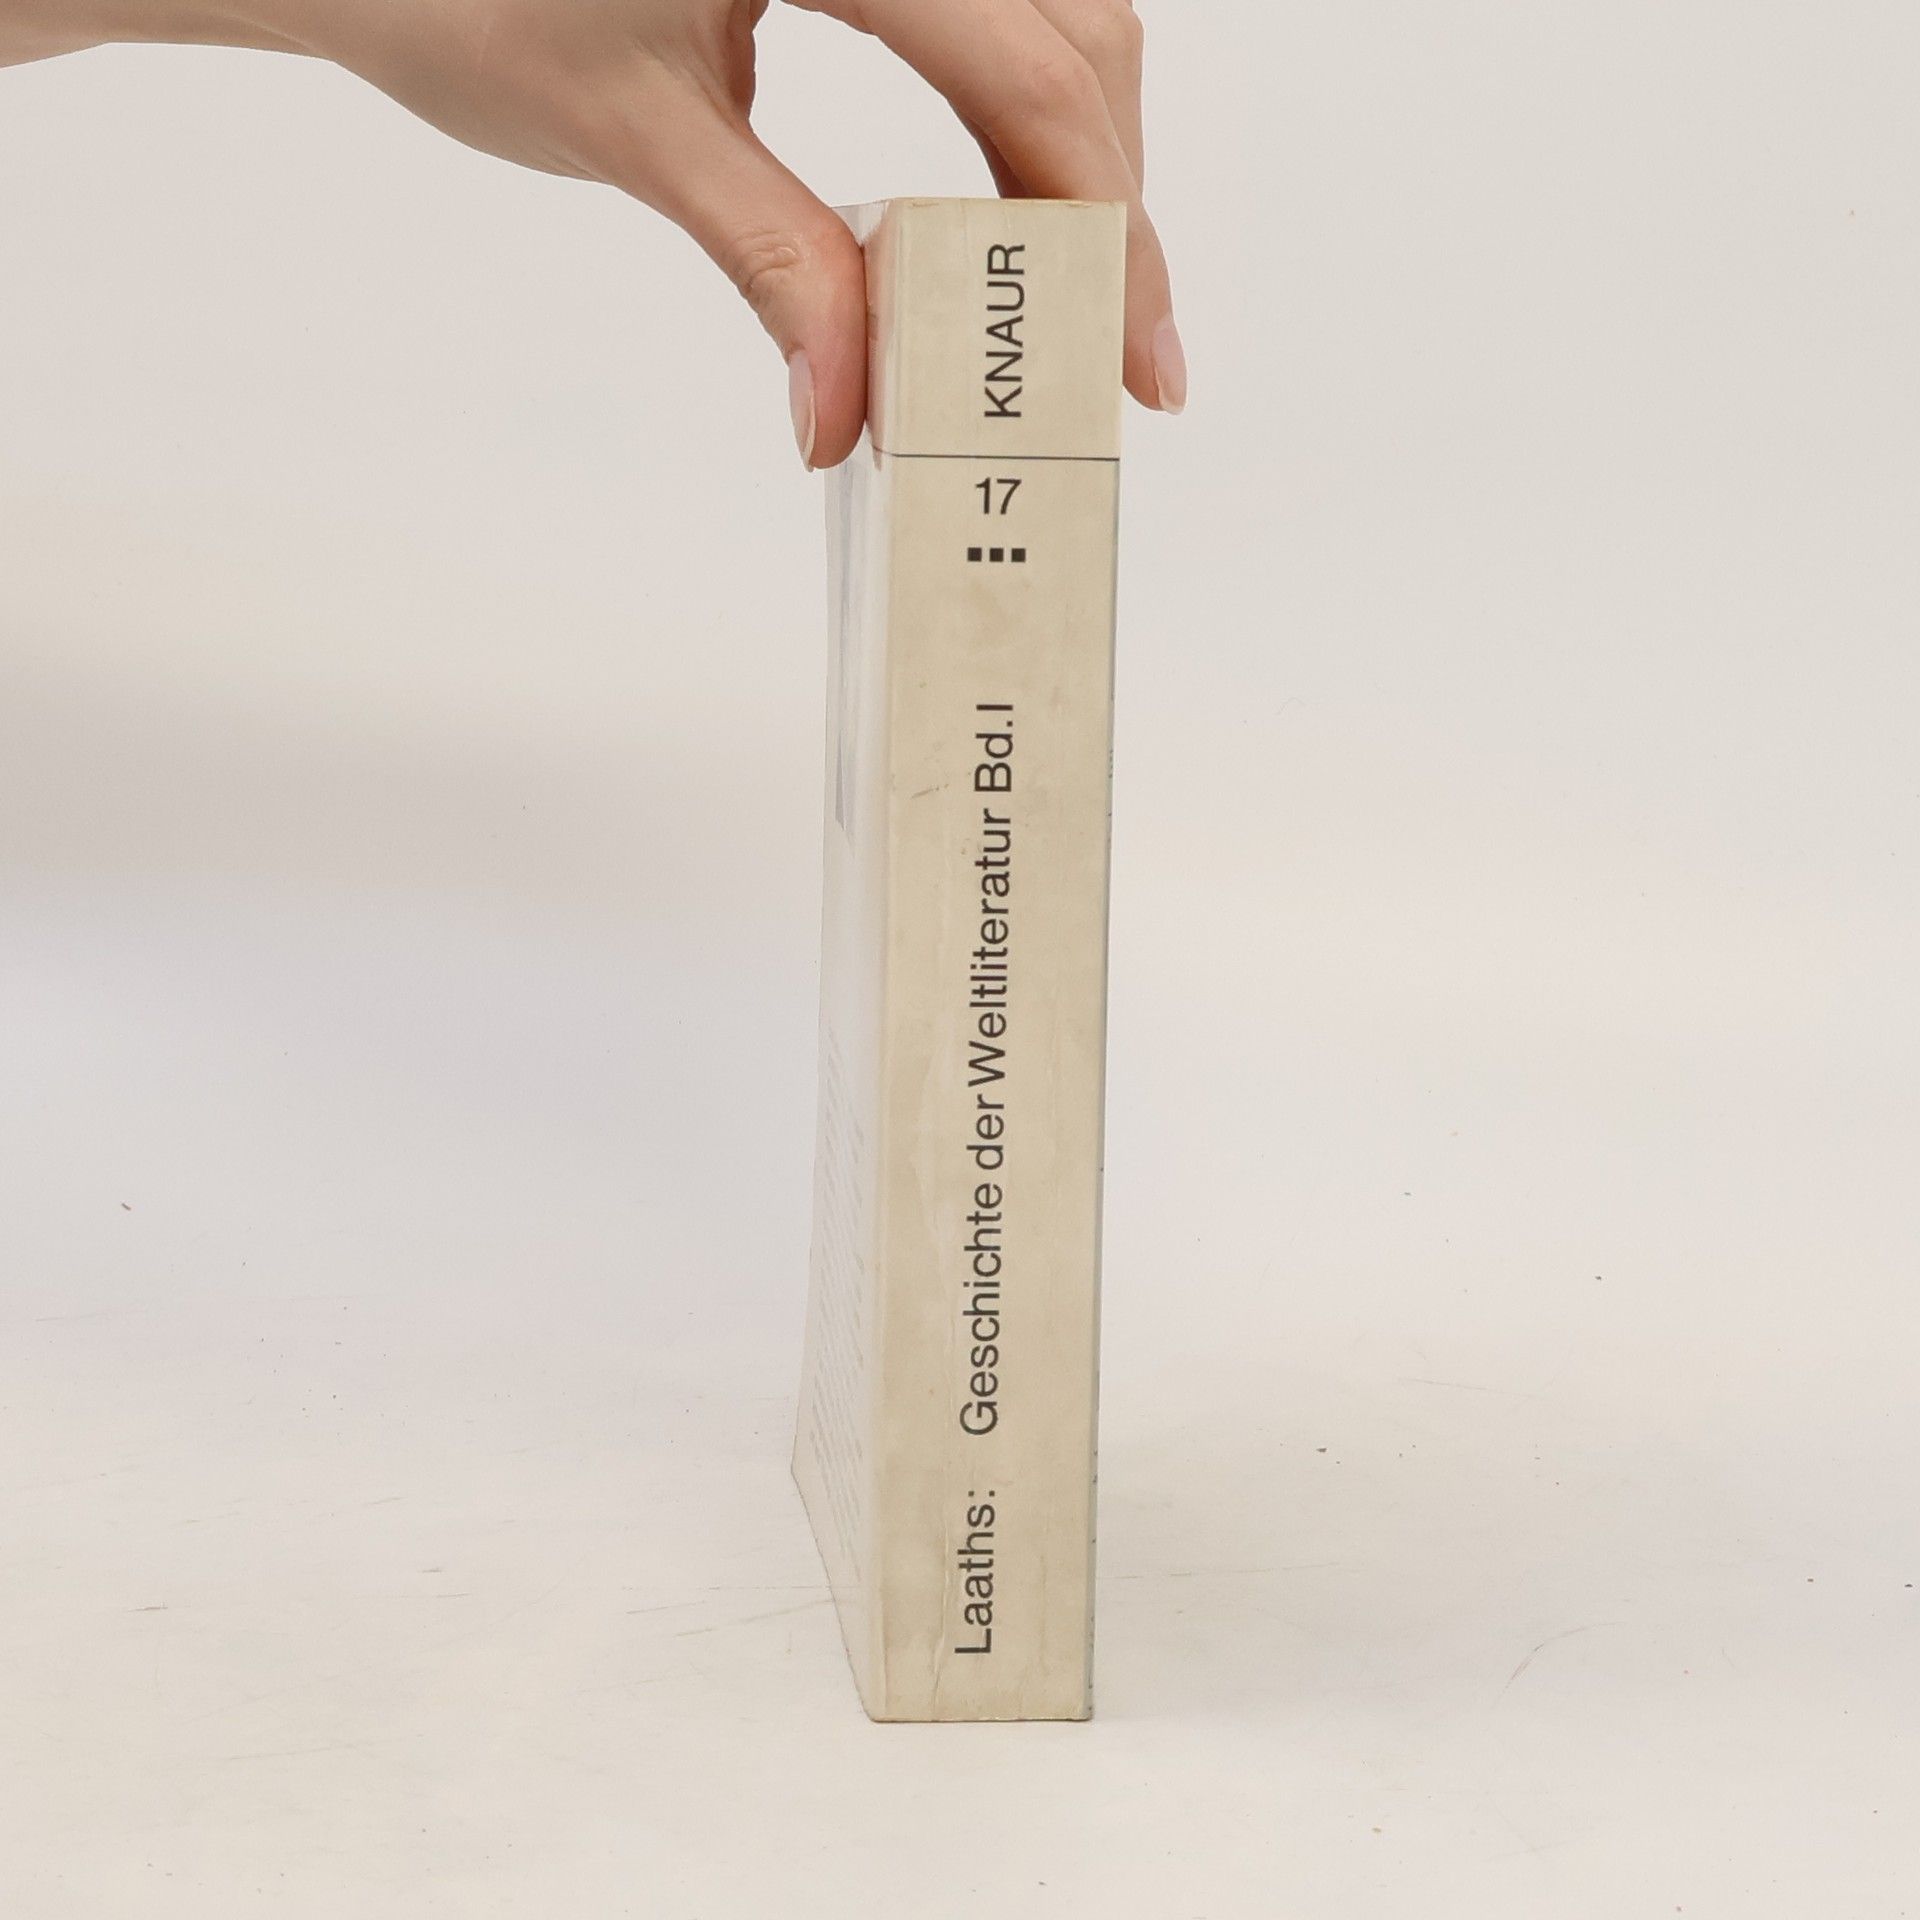 KNAUR
17
Laaths: Geschichte der Weltliteratur Bd.I